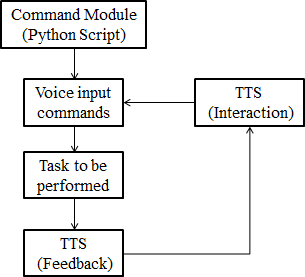 Command Module
(Python Script)
Voice input
commands
TTS
(Interaction)
Task to be
performed
TTS
(Feedback)